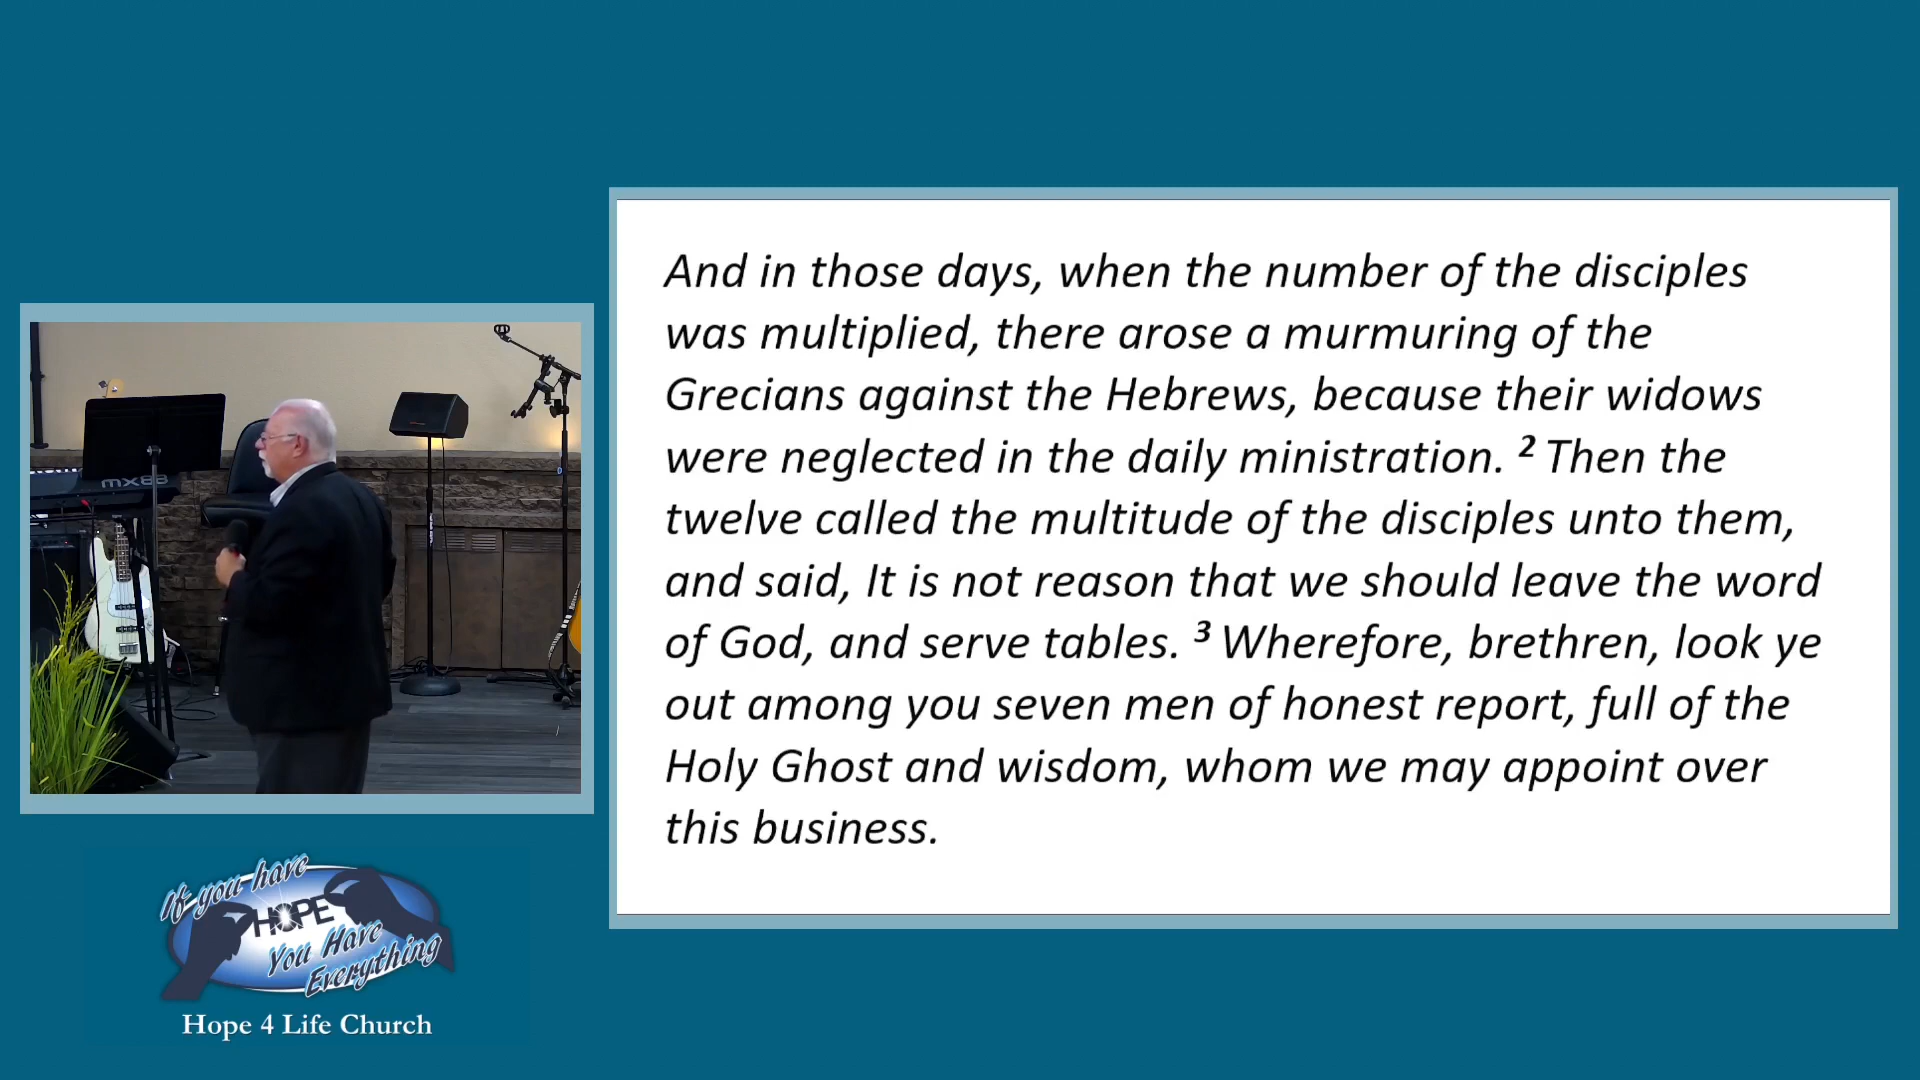 And in those days, when the number of the disciples
was multiplied, there arose a murmuring of the
Grecians against the Hebrews, because their widows
were neglected in the daily ministration. ² Then the
twelve called the multitude of the disciples unto them,
and said, It is not reason that we should leave the word
of God, and serve tables. ³ Wherefore, brethren, look ye
out among you seven men of honest report, full of the
Holy Ghost and wisdom, whom we may appoint over
this business.
MX88
If you have
HOPE
You Have
Everything
Hope 4 Life Church